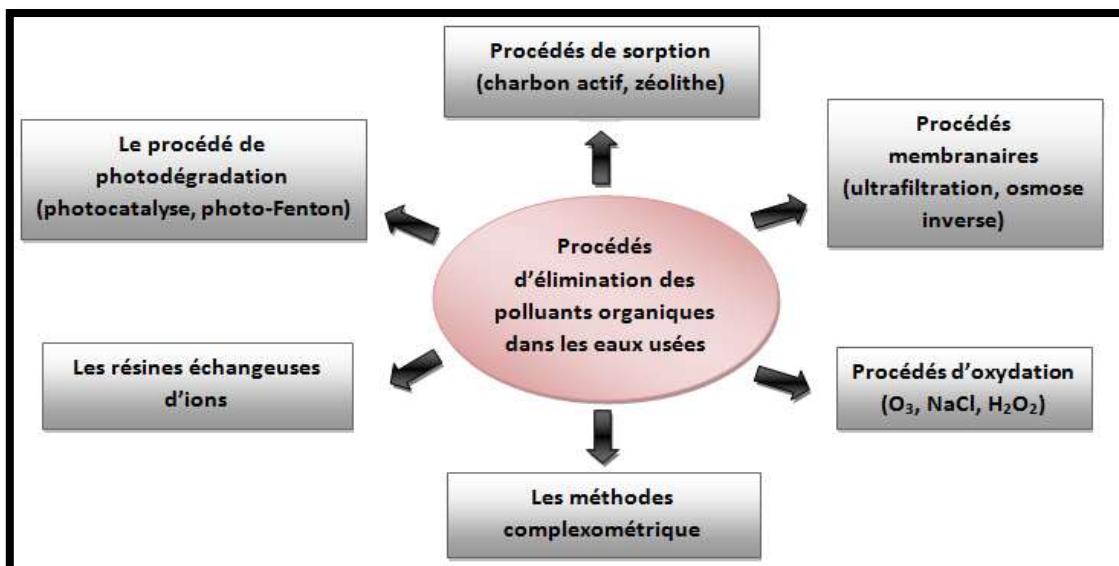 Procédés de sorption
(charbon actif, zéolithe)
Le procédé de
photodégradation
(photocatalyse, photo-Fenton)
Procédés
membranaires
(ultrafiltration, osmose
inverse)
Procédés
d’élimination des
polluants organiques
dans les eaux usées
Les résines échangeuses
d’ions
Procédés d’oxydation
(O₃, NaCl, H₂O₂)
Les méthodes
complexométrique